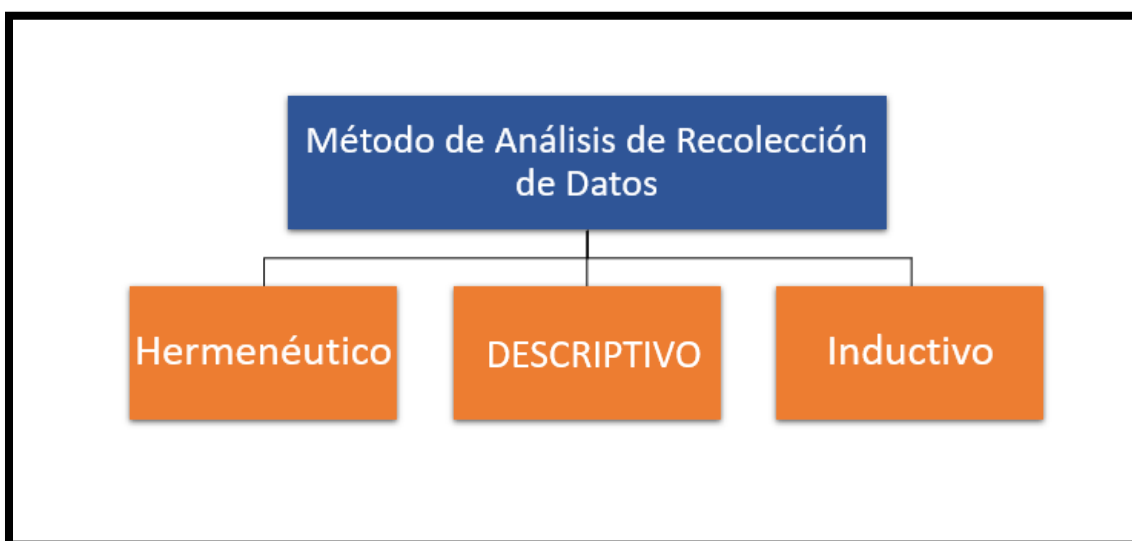 Método de Análisis de Recolección
de Datos
Hermenéutico
DESCRIPTIVO
Inductivo